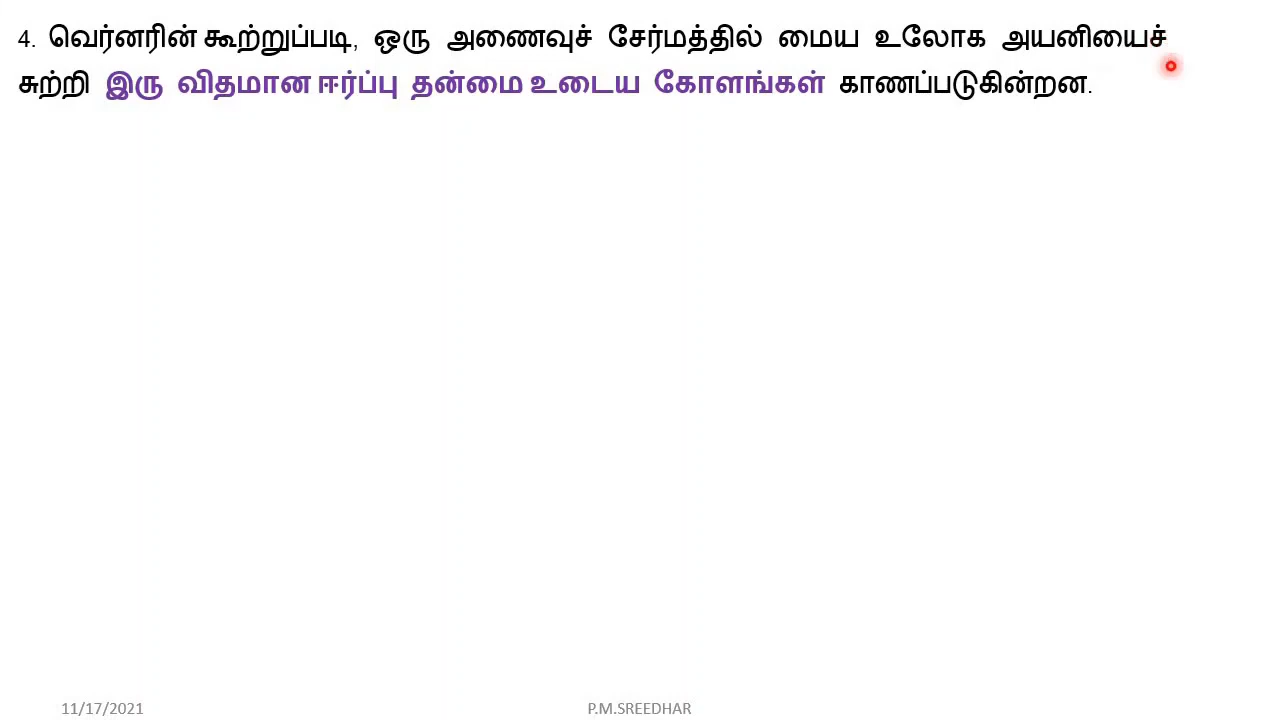 4. வெர்னரின் கூற்றுப்படி, ஒரு அணைவுச் சேர்மத்தில் மைய உலோக அயனியைச்
சுற்றி இரு விதமான ஈர்ப்பு தன்மை உடைய கோளங்கள் காணப்படுகின்றன.
11/17/2021
P.M.SREEDHAR